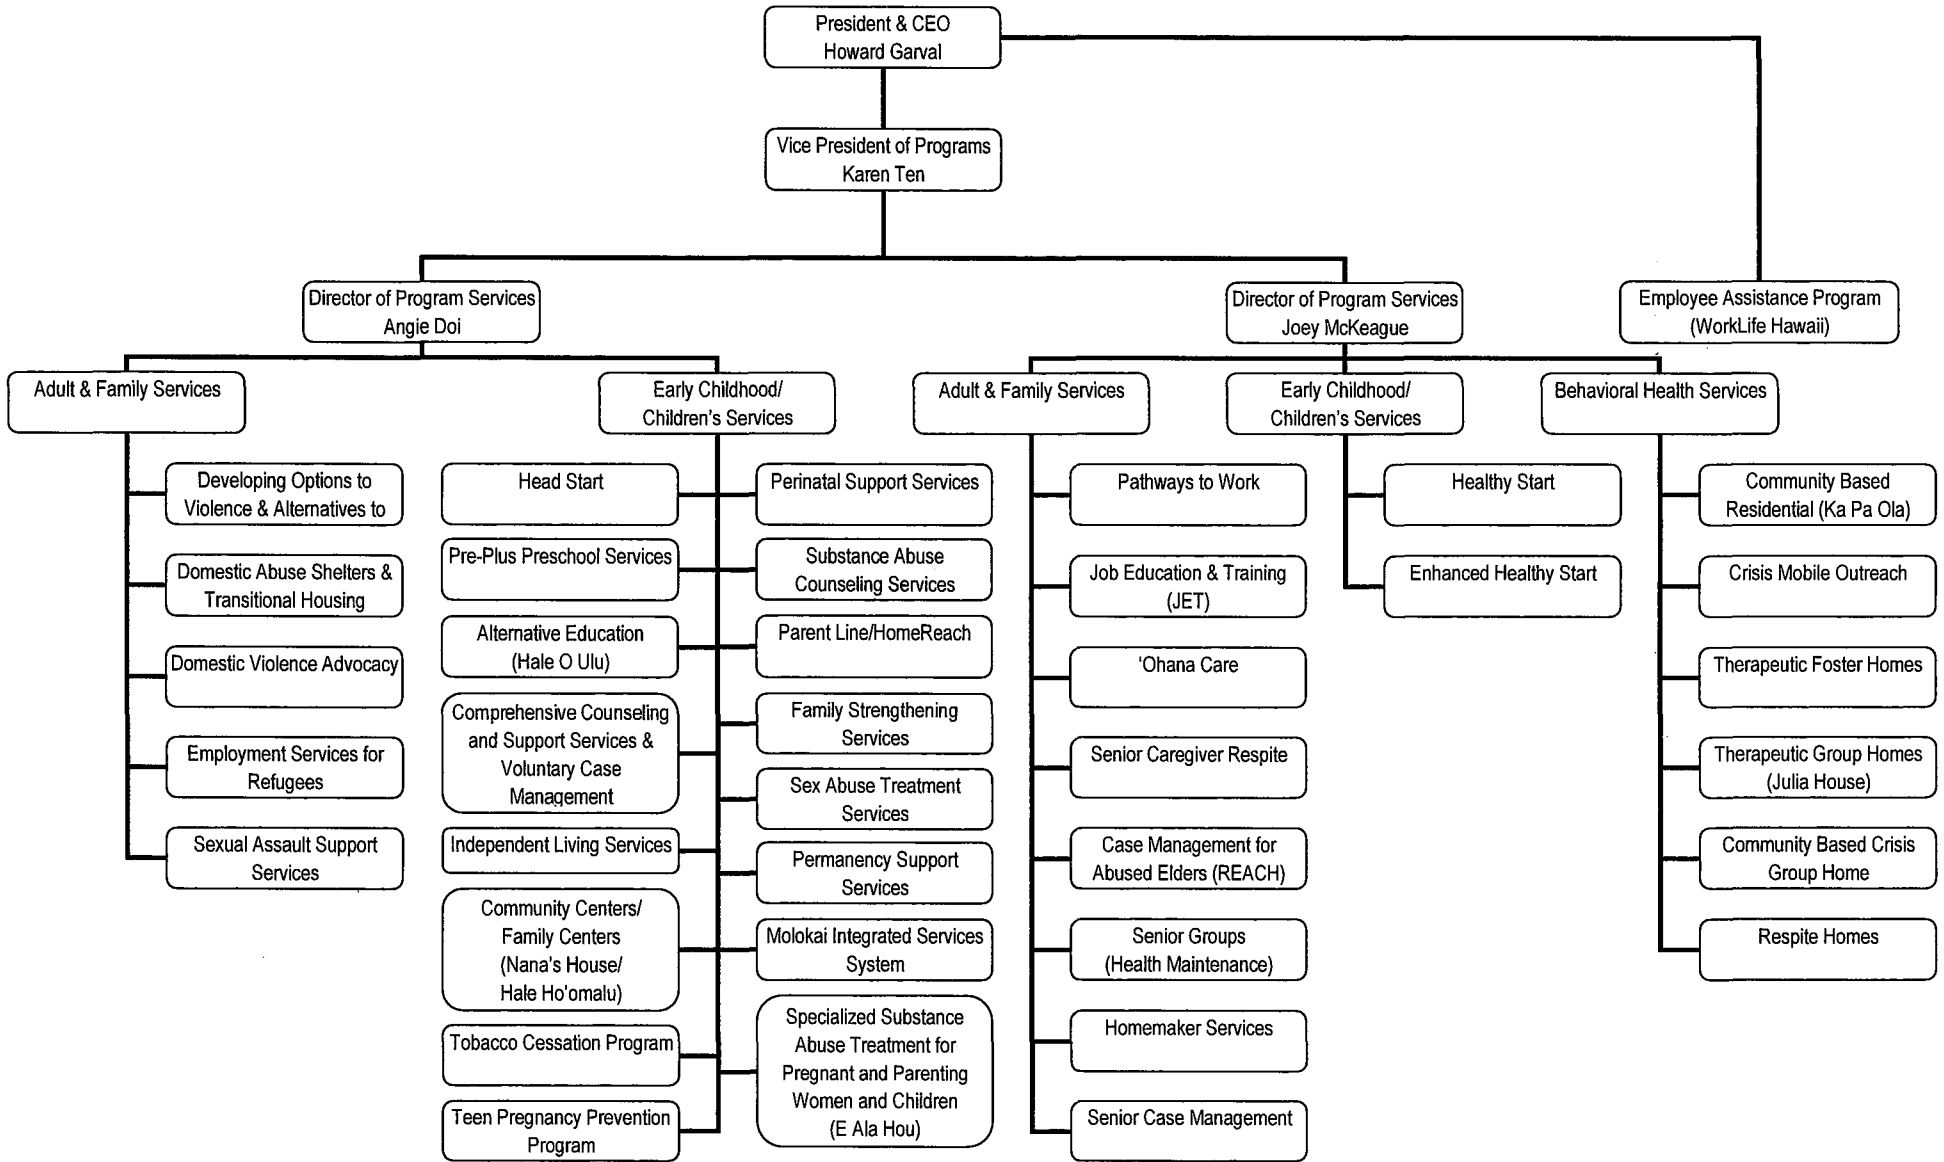 President & CEO
Howard Garval
Vice President of Programs
Karen Ten
Director of Program Services
Angie Doi
Director of Program Services
Joey McKeague
Employee Assistance Program
(WorkLife Hawaii)
Adult & Family Services
Early Childhood/
Children's Services
Adult & Family Services
Early Childhood/
Children's Services
Behavioral Health Services
Developing Options to
Violence & Alternatives to
Domestic Abuse Shelters &
Transitional Housing
Domestic Violence Advocacy
Employment Services for
Refugees
Sexual Assault Support
Services
Head Start
Pre-Plus Preschool Services
Alternative Education
(Hale O Ulu)
Comprehensive Counseling
and Support Services &
Voluntary Case
Management
Independent Living Services
Community Centers/
Family Centers
(Nana's House/
Hale Ho'omalu)
Tobacco Cessation Program
Teen Pregnancy Prevention
Program
Perinatal Support Services
Substance Abuse
Counseling Services
Parent Line/HomeReach
Family Strengthening
Services
Sex Abuse Treatment
Services
Permanency Support
Services
Molokai Integrated Services
System
Specialized Substance
Abuse Treatment for
Pregnant and Parenting
Women and Children
(E Ala Hou)
Pathways to Work
Job Education & Training
(JET)
'Ohana Care
Senior Caregiver Respite
Case Management for
Abused Elders (REACH)
Senior Groups
(Health Maintenance)
Homemaker Services
Senior Case Management
Healthy Start
Enhanced Healthy Start
Community Based
Residential (Ka Pa Ola)
Crisis Mobile Outreach
Therapeutic Foster Homes
Therapeutic Group Homes
(Julia House)
Community Based Crisis
Group Home
Respite Homes